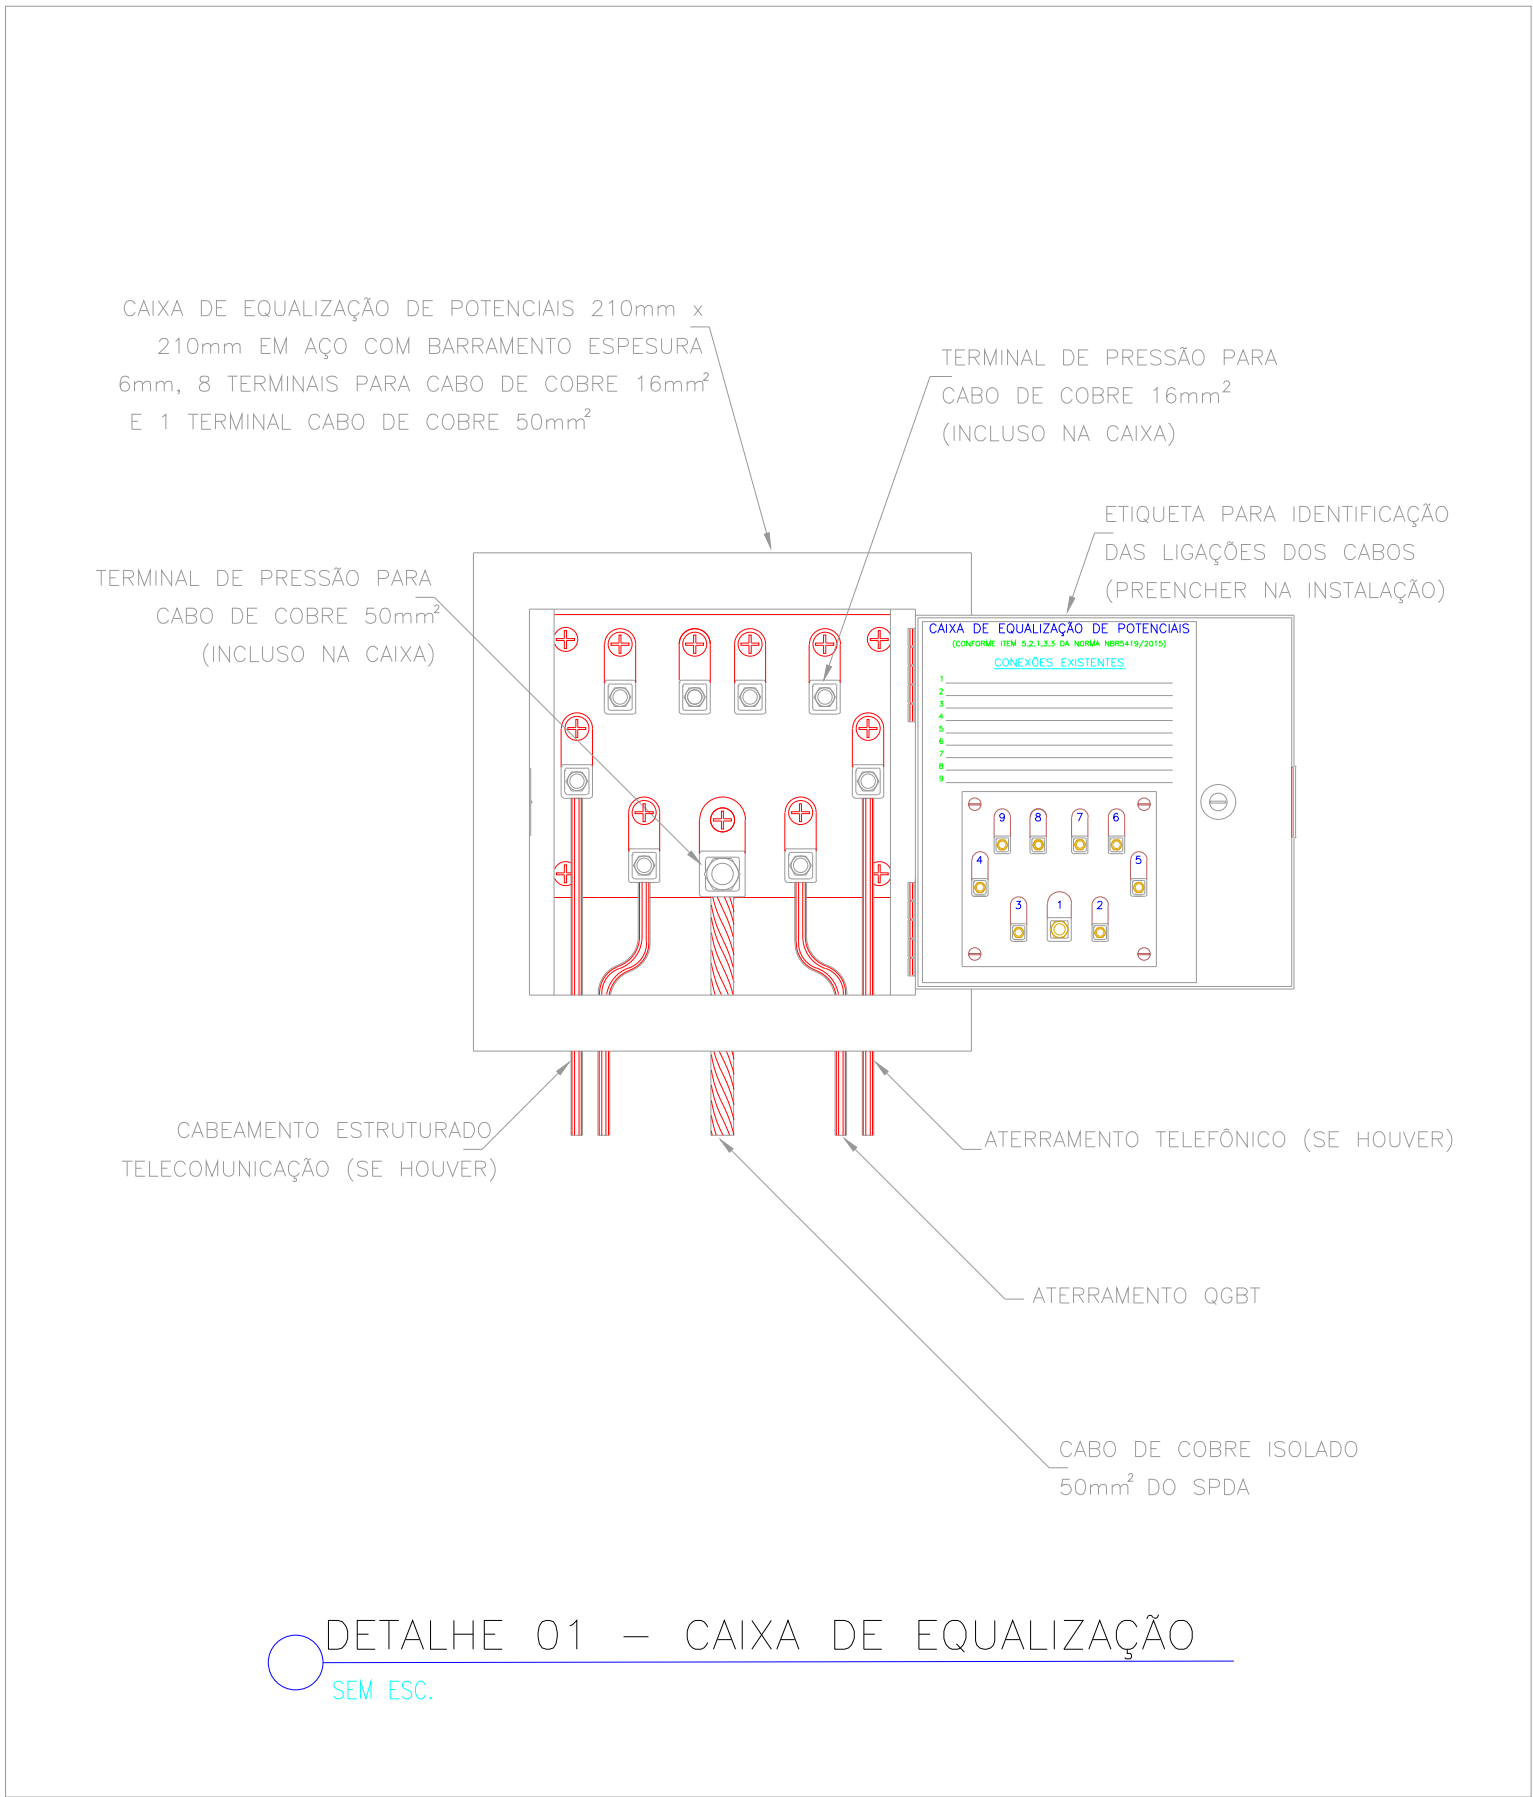 CAIXA DE EQUALIZAÇÃO DE POTENCIAIS 210mm x
210mm EM AÇO COM BARRAMENTO ESPESURA
6mm, 8 TERMINAIS PARA CABO DE COBRE 16mm²
E 1 TERMINAL CABO DE COBRE 50mm²
TERMINAL DE PRESSÃO PARA
CABO DE COBRE 16mm²
(INCLUSO NA CAIXA)
ETIQUETA PARA IDENTIFICAÇÃO
DAS LIGAÇÕES DOS CABOS
(PREENCHER NA INSTALAÇÃO)
TERMINAL DE PRESSÃO PARA
CABO DE COBRE 50mm²
(INCLUSO NA CAIXA)
CAIXA DE EQUALIZAÇÃO DE POTENCIAIS
(CONFORME ITEM 5.2.1.3.3 DA NORMA NBR5419/2015)
CONEXÕES EXISTENTES
1
2
3
4
5
6
7
8
9
9 8 7 6
4 5
3 1 2
CABEAMENTO ESTRUTURADO
TELECOMUNICAÇÃO (SE HOUVER)
ATERRAMENTO TELEFÔNICO (SE HOUVER)
ATERRAMENTO QGBT
CABO DE COBRE ISOLADO
50mm² DO SPDA
DETALHE 01 – CAIXA DE EQUALIZAÇÃO
SEM ESC.